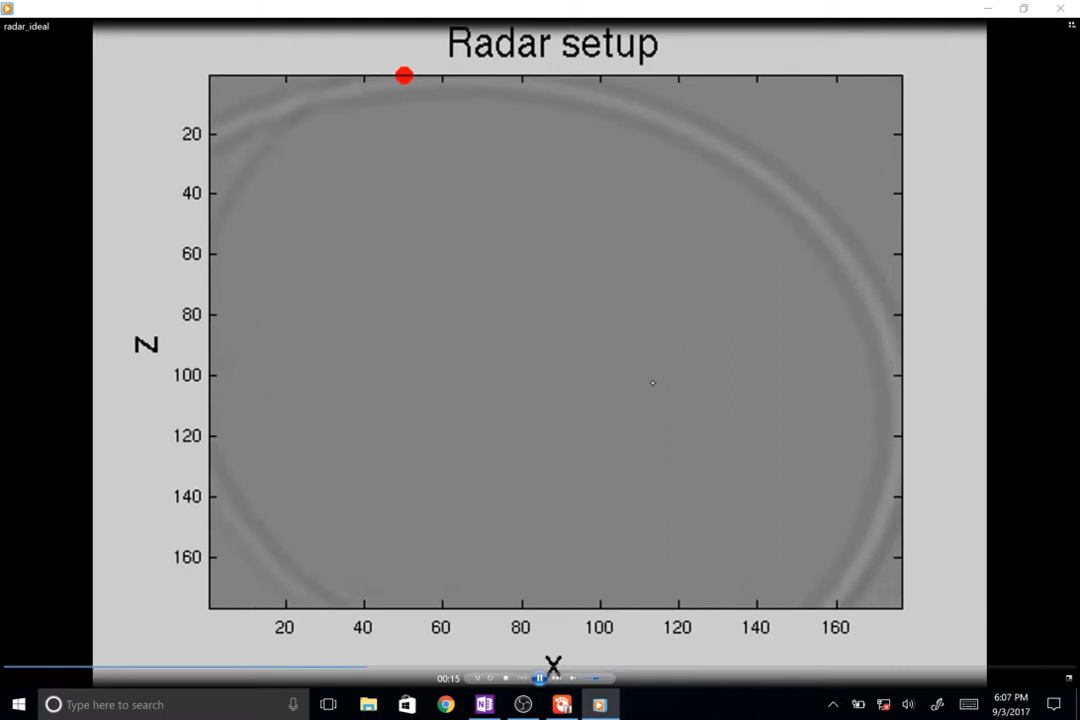 radar_ideal
Radar setup
20
40
60
80
100
120
140
160
Z
20 40 60 80 100 120 140 160
X
00:15
Type here to search
6:07 PM
9/3/2017